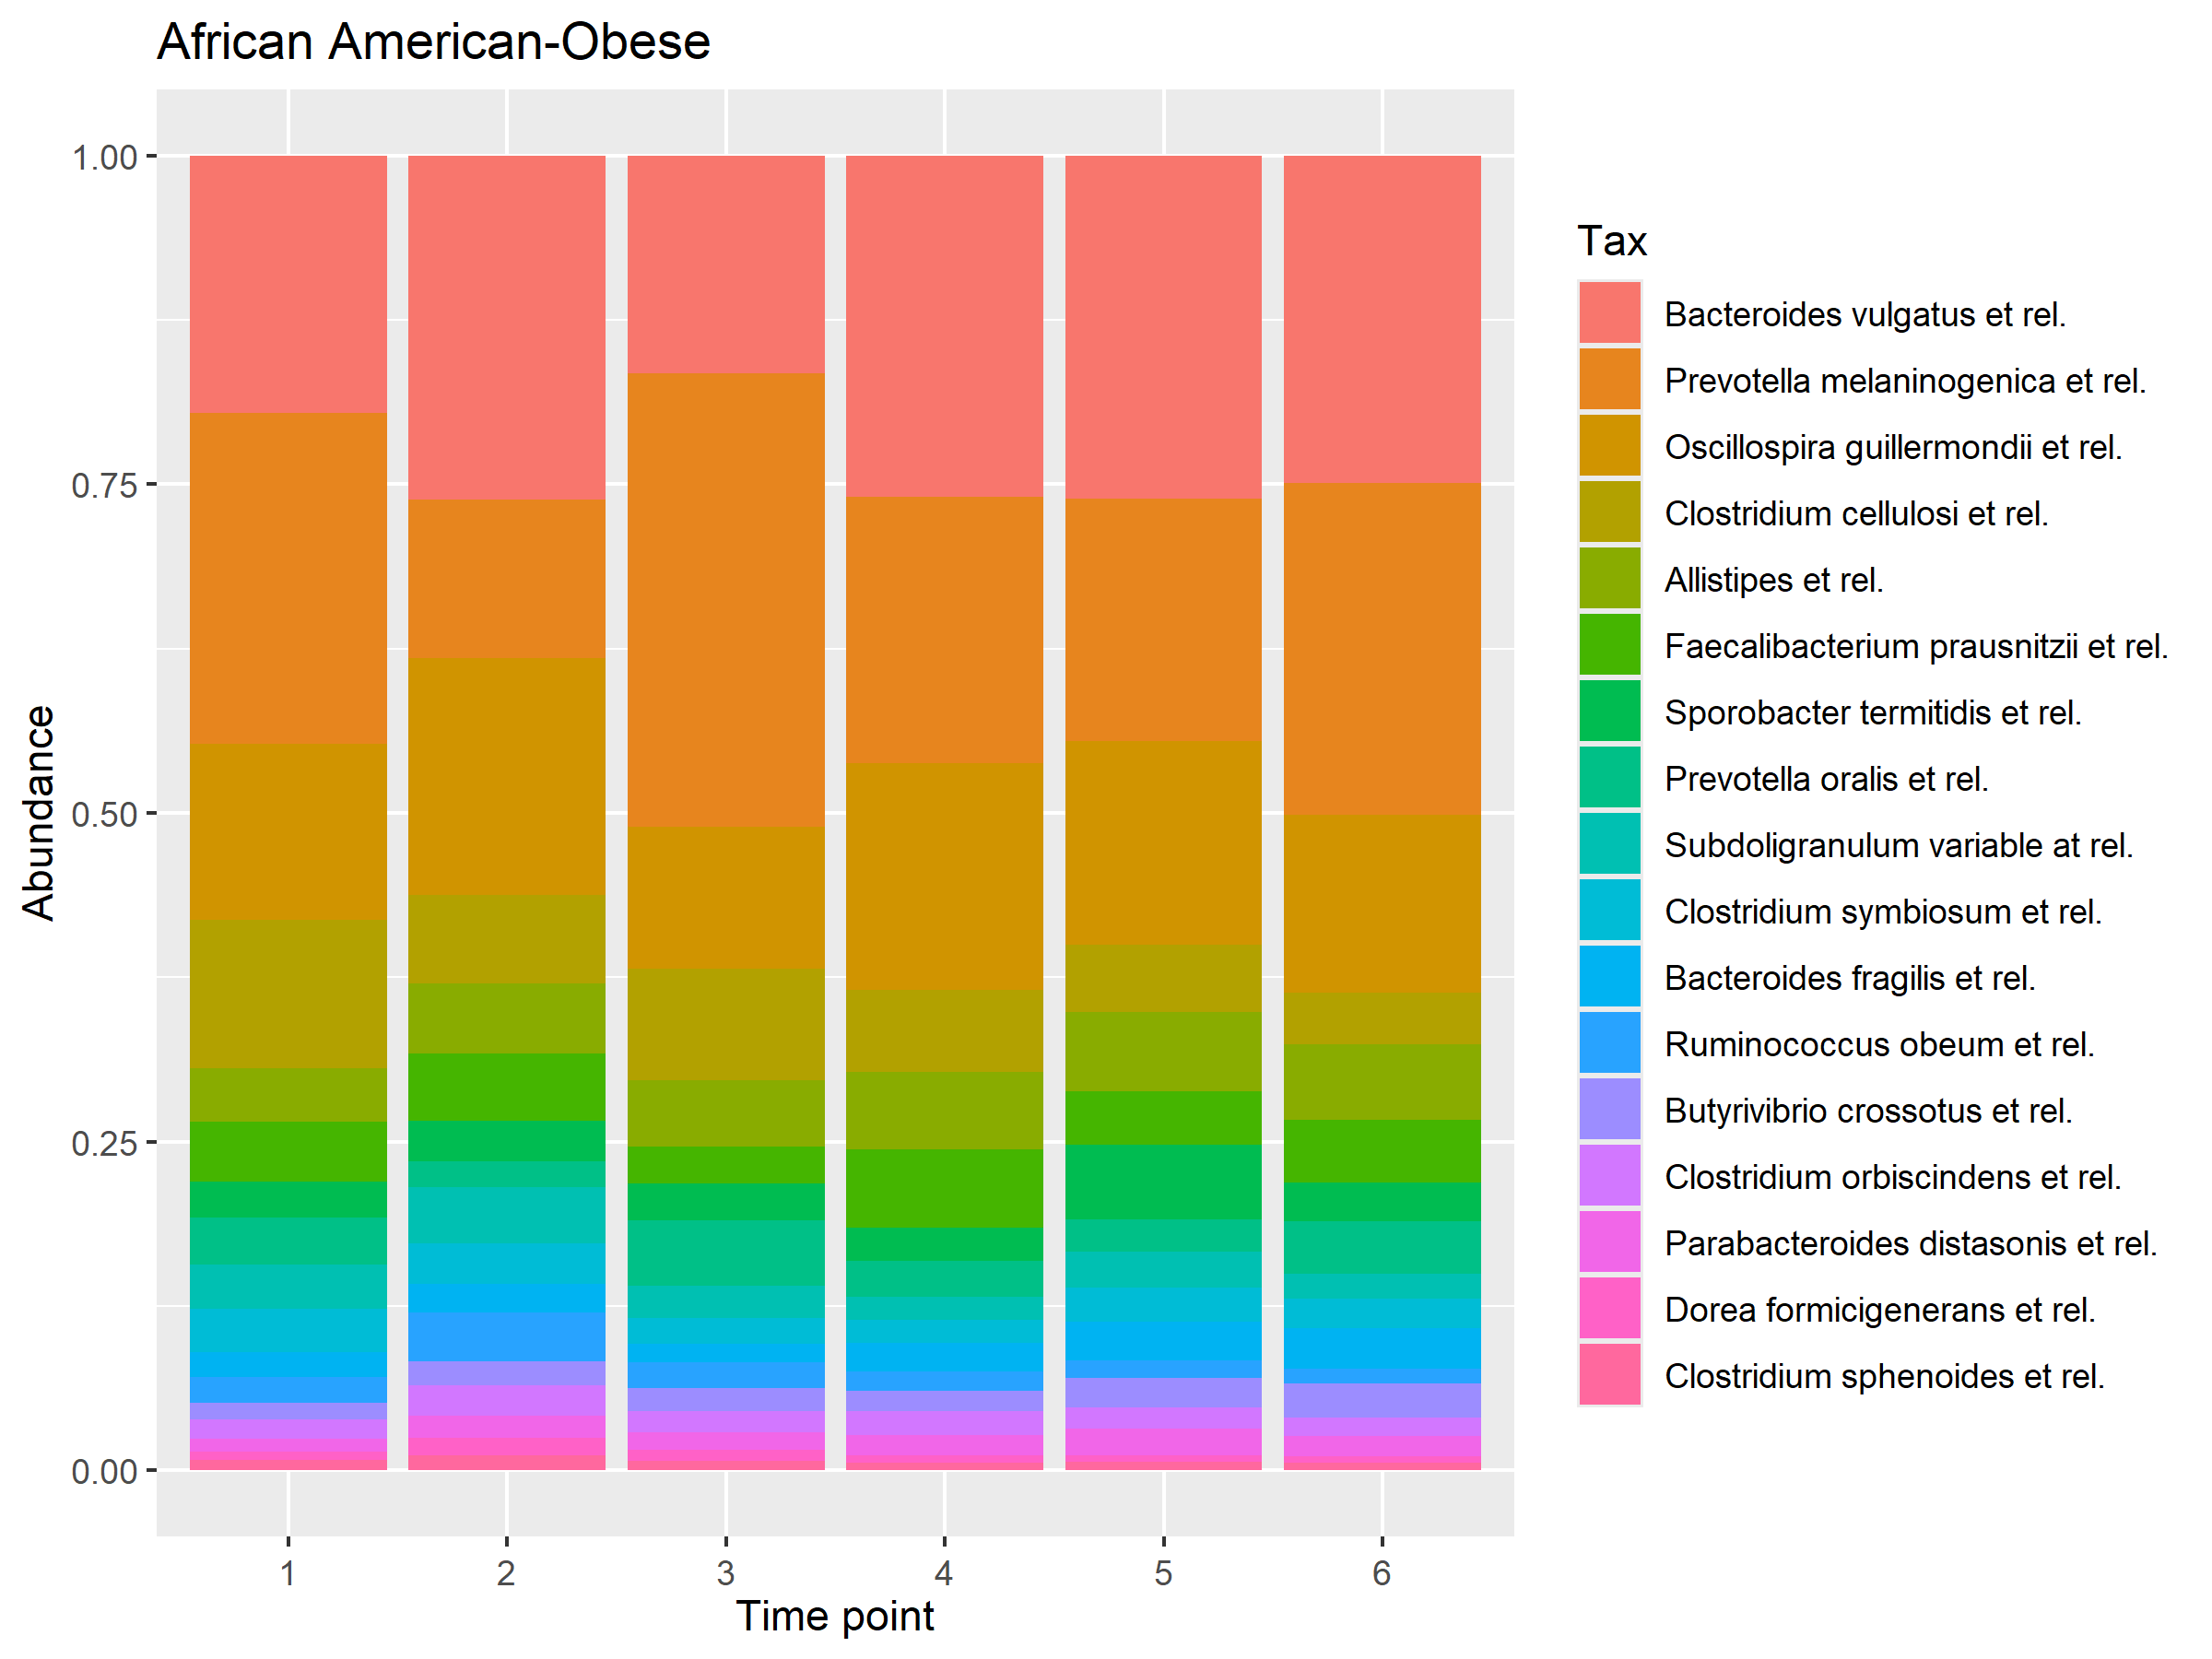 African American-Obese
1.00
0.75
0.50
0.25
0.00
Abundance
1 2 3 4 5 6
Time point
Tax
Bacteroides vulgatus et rel.
Prevotella melaninogenica et rel.
Oscillospira guillermondii et rel.
Clostridium cellulosi et rel.
Allistipes et rel.
Faecalibacterium prausnitzii et rel.
Sporobacter termitidis et rel.
Prevotella oralis et rel.
Subdoligranulum variable at rel.
Clostridium symbiosum et rel.
Bacteroides fragilis et rel.
Ruminococcus obeum et rel.
Butyrivibrio crossotus et rel.
Clostridium orbiscindens et rel.
Parabacteroides distasonis et rel.
Dorea formicigenerans et rel.
Clostridium sphenoides et rel.